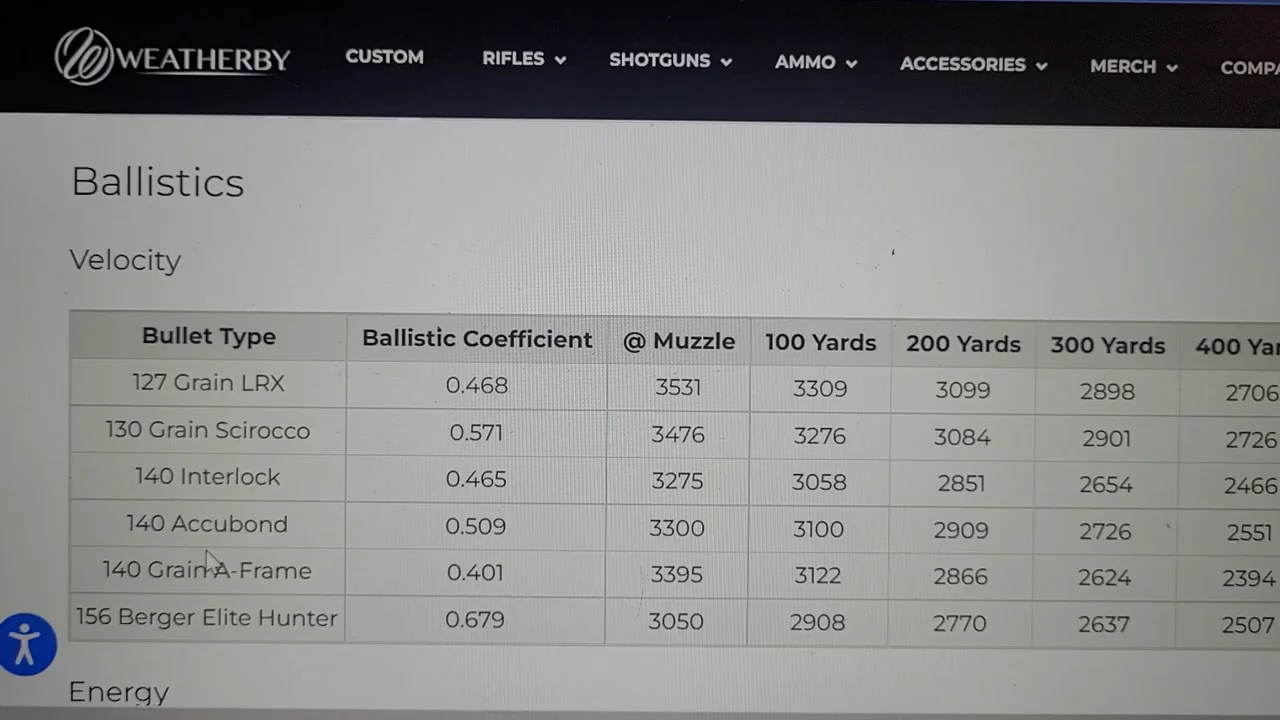 WEATHERBY CUSTOM RIFLES SHOTGUNS AMMO ACCESSORIES MERCH COMPA
Ballistics
Velocity
Bullet Type Ballistic Coefficient @ Muzzle 100 Yards 200 Yards 300 Yards 400 Yar
127 Grain LRX 0.468 3531 3309 3099 2898 2706
130 Grain Scirocco 0.571 3476 3276 3084 2901 2726
140 Interlock 0.465 3275 3058 2851 2654 2466
140 Accubond 0.509 3300 3100 2909 2726 2551
140 Grain A-Frame 0.401 3395 3122 2866 2624 2394
156 Berger Elite Hunter 0.679 3050 2908 2770 2637 2507
Energy